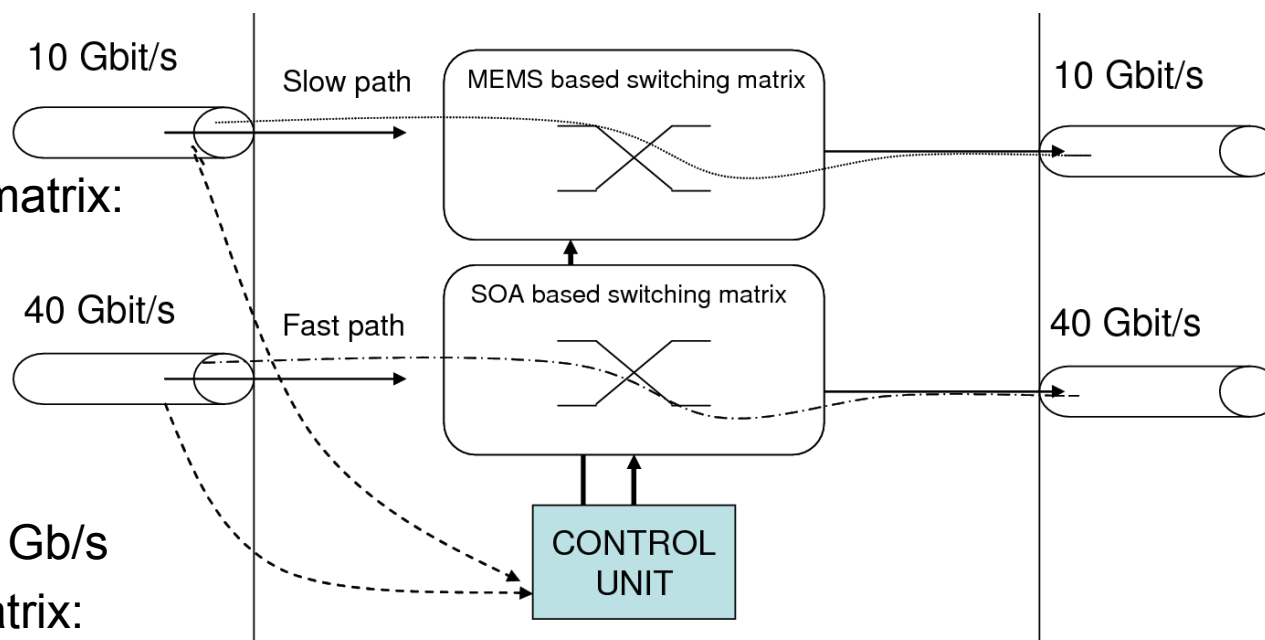 10 Gbit/s
Slow path
MEMS based switching matrix
10 Gbit/s
matrix:
40 Gbit/s
Fast path
SOA based switching matrix
40 Gbit/s
Gb/s
CONTROL
UNIT
atrix: